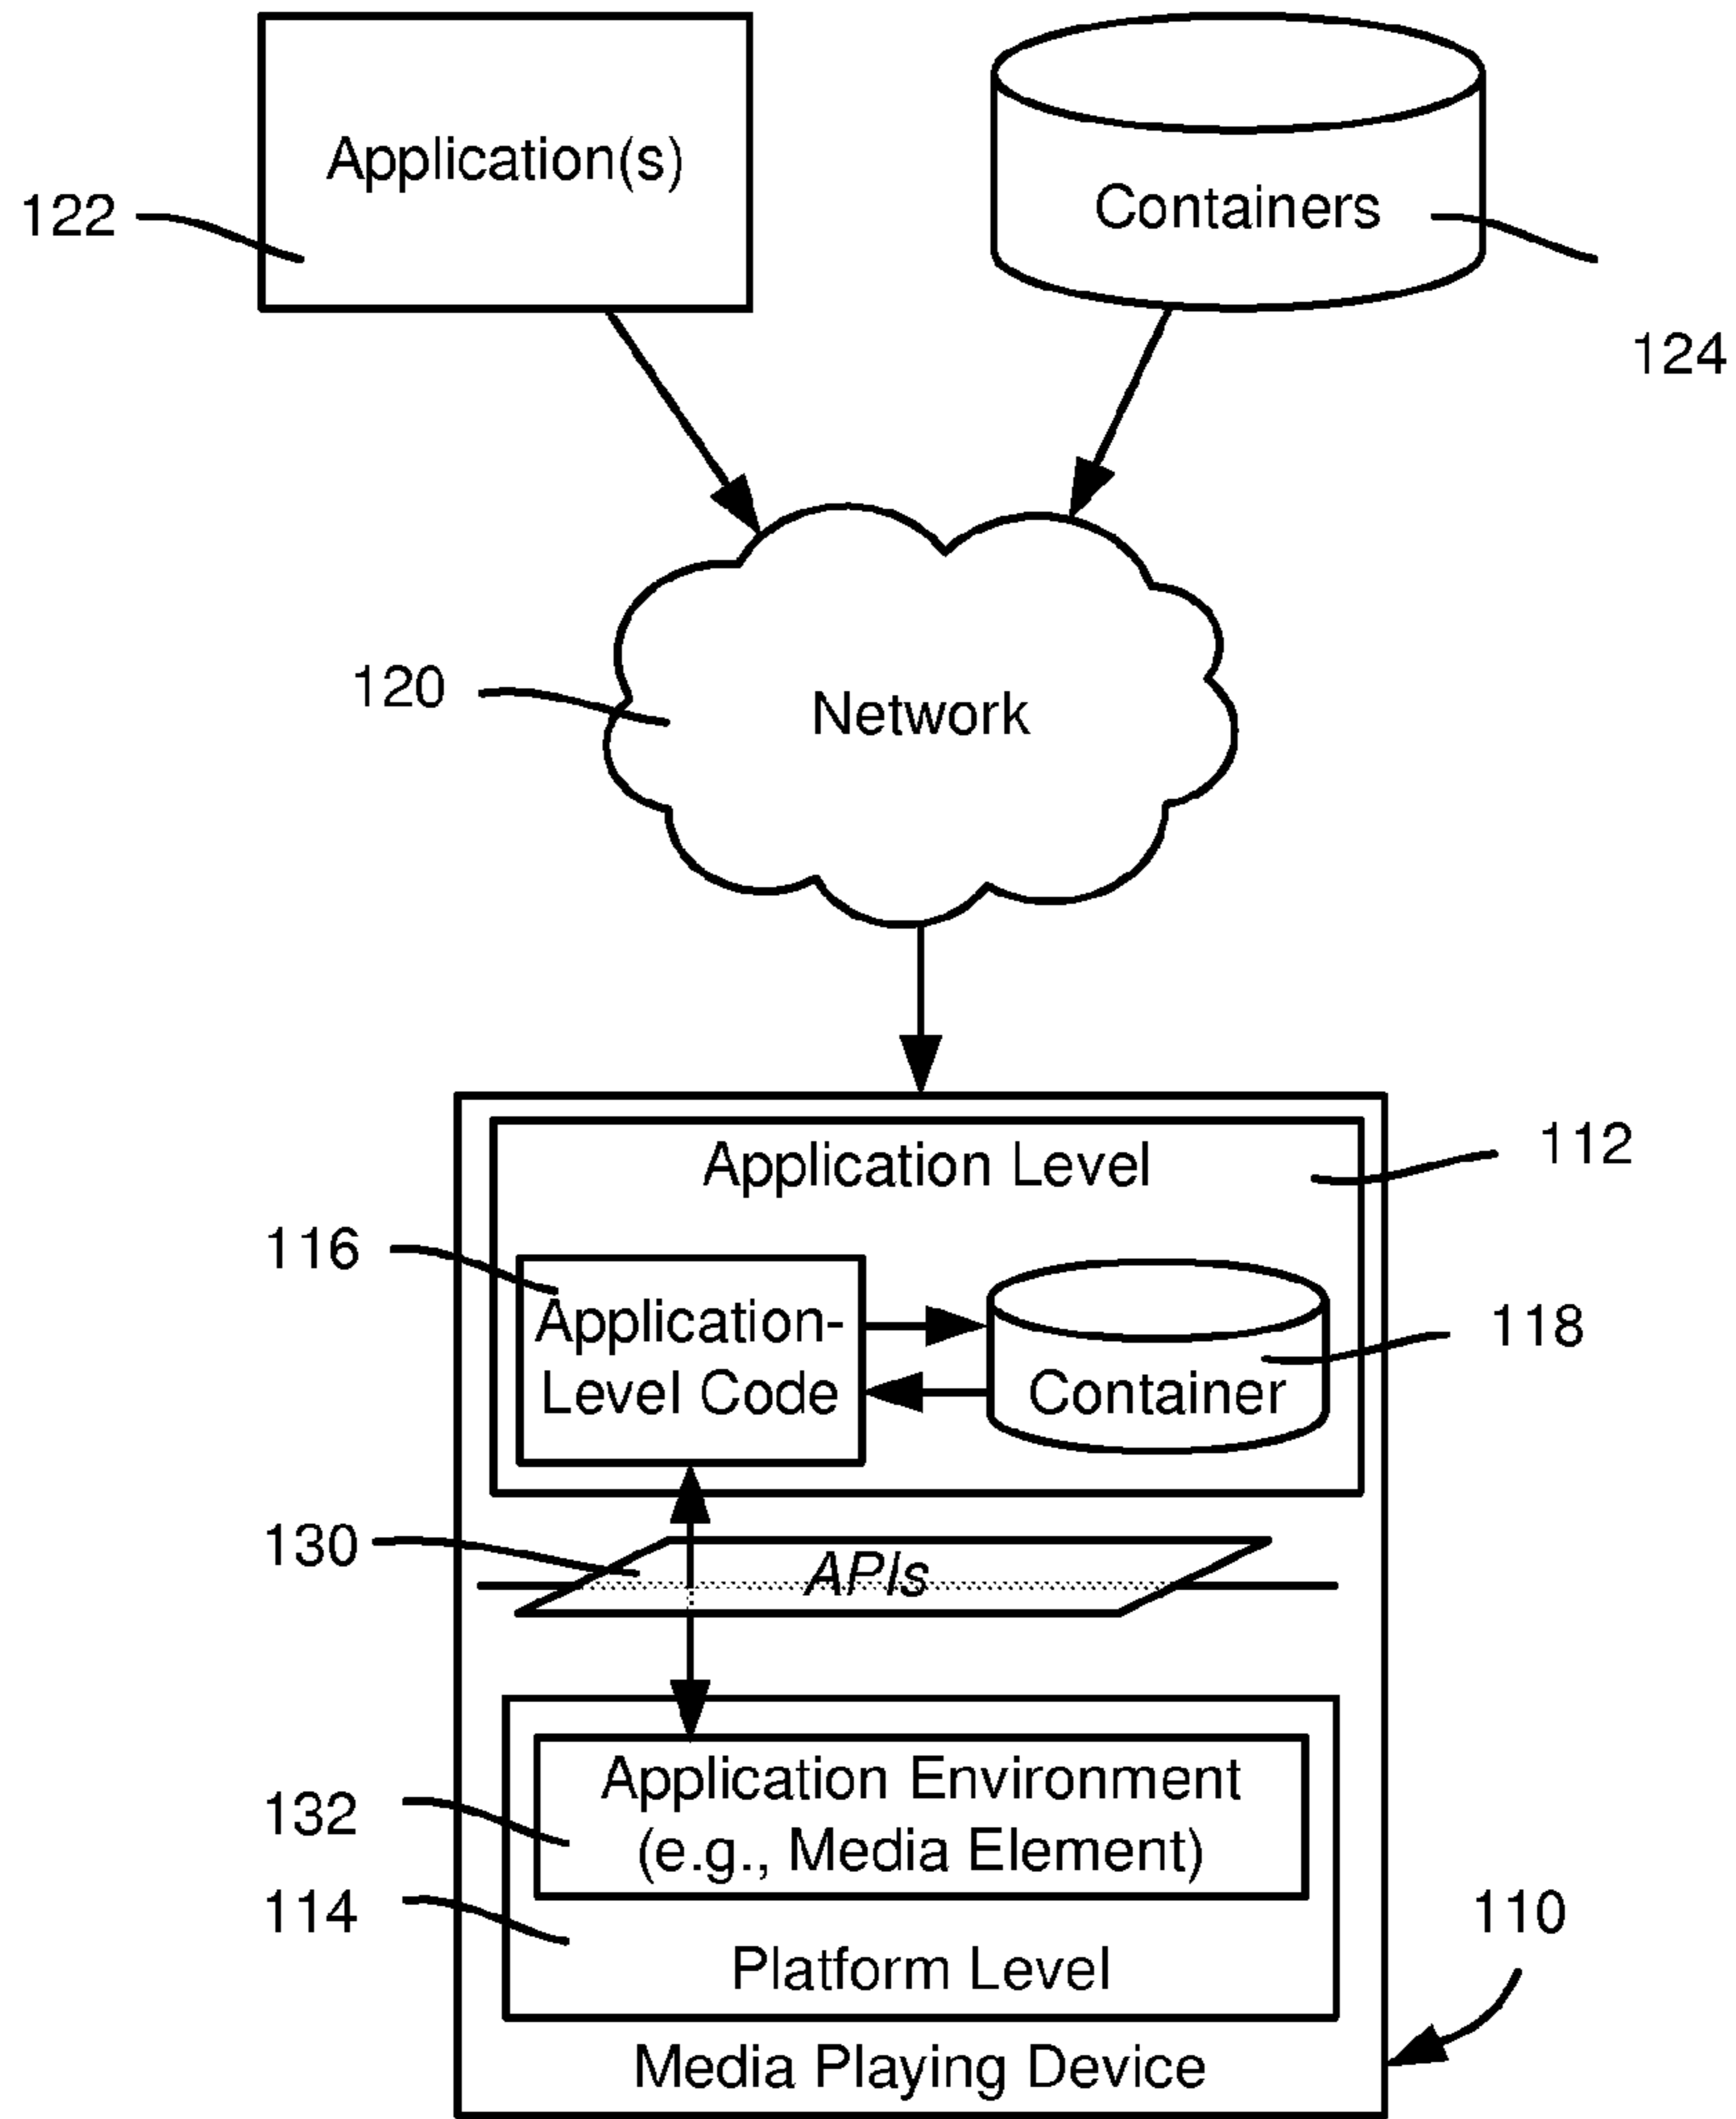 Application(s)
122
Containers
124
120
Network
Application Level
112
116
Application-
Level Code
118
Container
130
APIs
Application Environment
(e.g., Media Element)
132
114
Platform Level
110
Media Playing Device